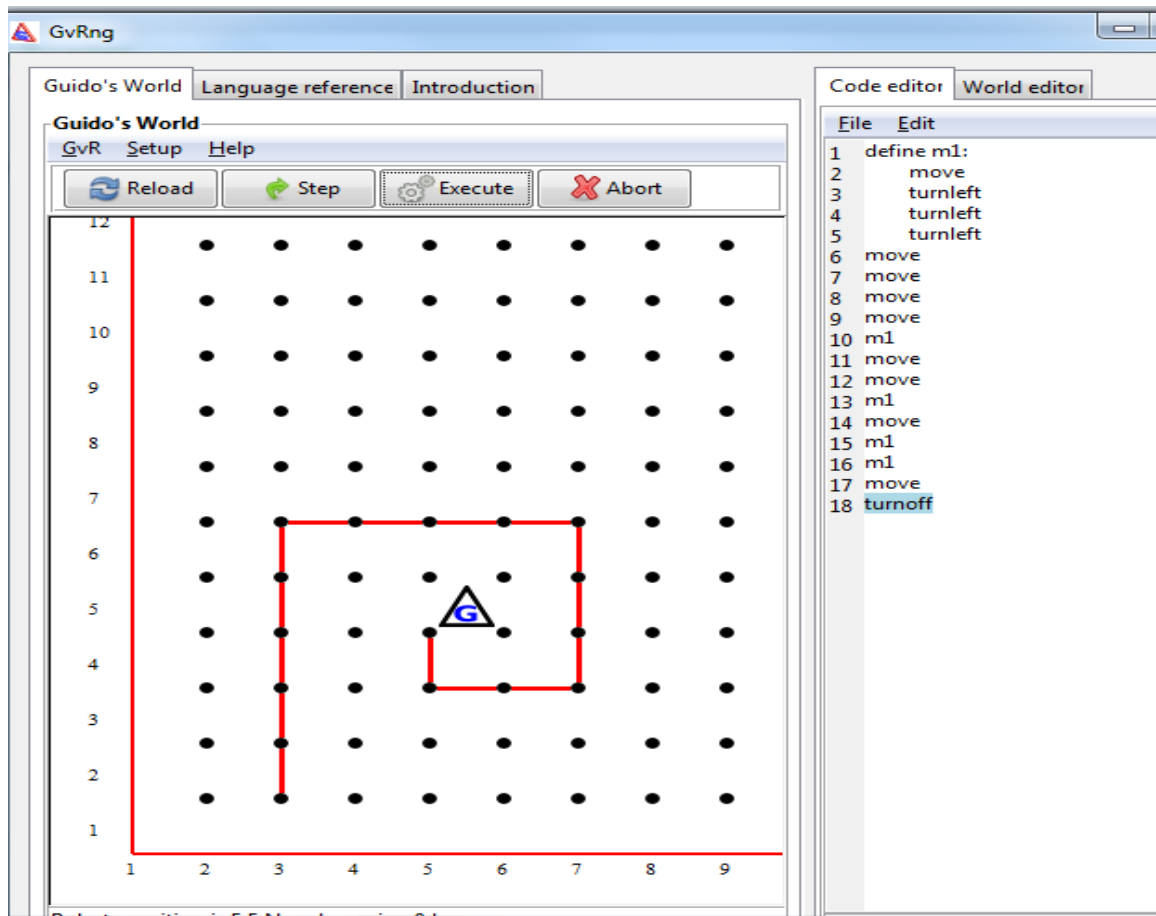 GvRng
Guido's World Language reference Introduction
Guido's World
GvR Setup Help
Reload Step Execute Abort
12
11
10
9
8
7
6
5
4
3
2
1
G
1 2 3 4 5 6 7 8 9
Code editor World editor
File Edit
1 define m1:
2 move
3 turnleft
4 turnleft
5 turnleft
6 move
7 move
8 move
9 move
10 m1
11 move
12 move
13 m1
14 move
15 m1
16 m1
17 move
18 turnoff